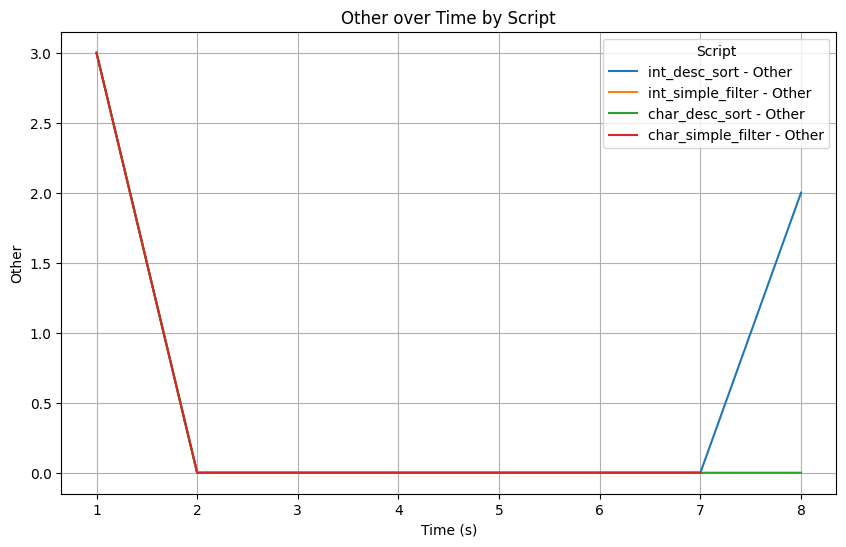 Other over Time by Script
Script
int_desc_sort - Other
int_simple_filter - Other
char_desc_sort - Other
char_simple_filter - Other
Other
3.0
2.5
2.0
1.5
1.0
0.5
0.0
1 2 3 4 5 6 7 8
Time (s)